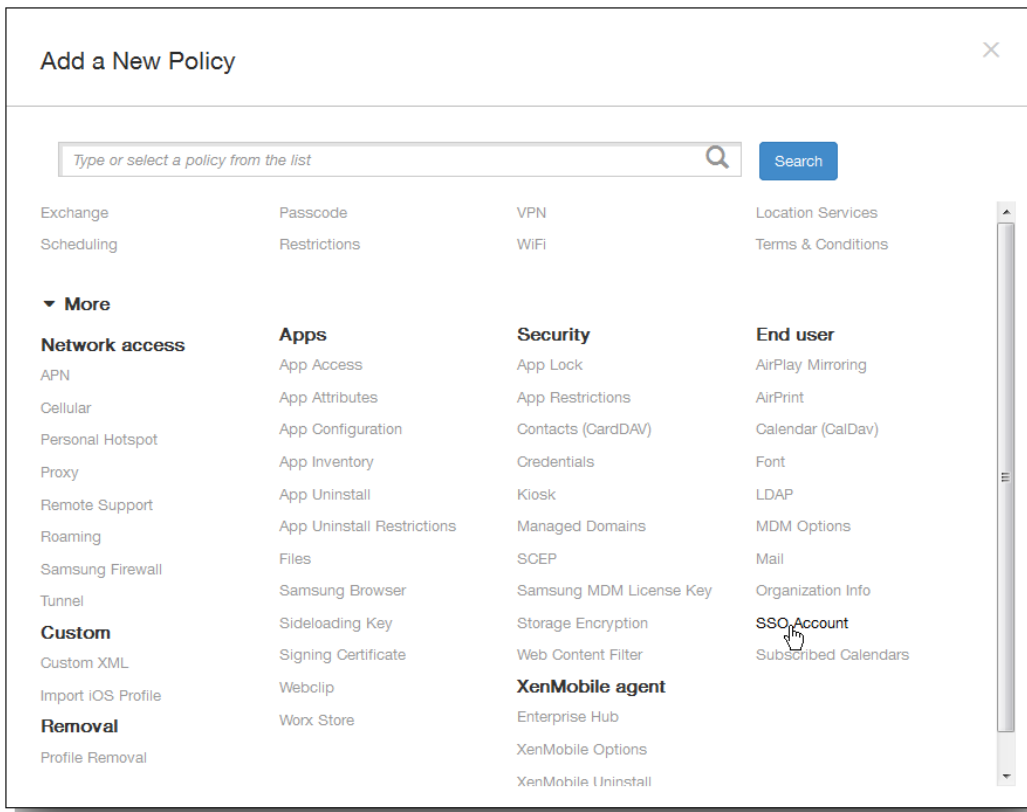 Add a New Policy
Type or select a policy from the list
Search
Exchange
Passcode
VPN
Location Services
Scheduling
Restrictions
WiFi
Terms & Conditions
More
Network access
APN
Cellular
Personal Hotspot
Proxy
Remote Support
Roaming
Samsung Firewall
Tunnel
Custom
Custom XML
Import iOS Profile
Removal
Profile Removal
Apps
App Access
App Attributes
App Configuration
App Inventory
App Uninstall
App Uninstall Restrictions
Files
Samsung Browser
Sideloading Key
Signing Certificate
Webclip
Worx Store
Security
App Lock
App Restrictions
Contacts (CardDAV)
Credentials
Kiosk
Managed Domains
SCEP
Samsung MDM License Key
Storage Encryption
Web Content Filter
XenMobile agent
Enterprise Hub
XenMobile Options
XenMobile Uninstall
End user
AirPlay Mirroring
AirPrint
Calendar (CalDav)
Font
LDAP
MDM Options
Mail
Organization Info
SSO Account
Subscribed Calendars